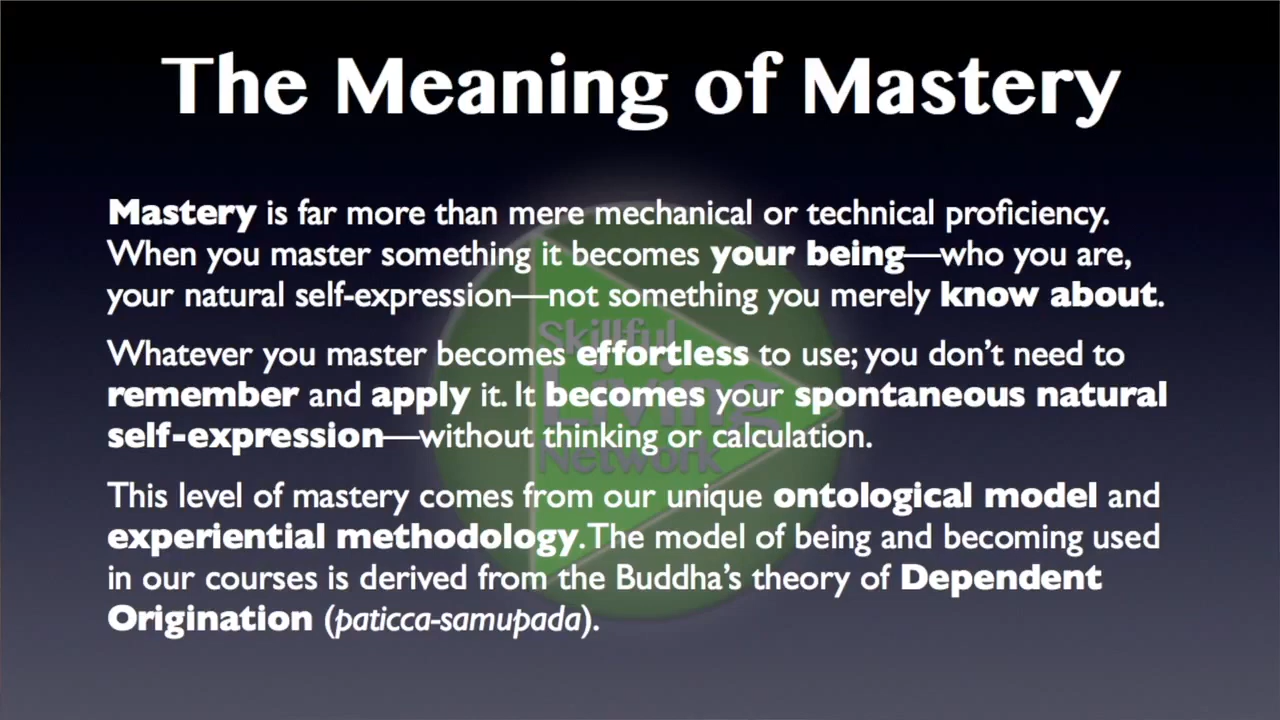 The Meaning of Mastery
Mastery is far more than mere mechanical or technical proficiency.
When you master something it becomes your being—who you are,
your natural self-expression—not something you merely know about.
Whatever you master becomes effortless to use; you don’t need to
remember and apply it. It becomes your spontaneous natural
self-expression—without thinking or calculation.
This level of mastery comes from our unique ontological model and
experiential methodology. The model of being and becoming used
in our courses is derived from the Buddha’s theory of Dependent
Origination (paticca-samupada).
Skillful
Living
Network